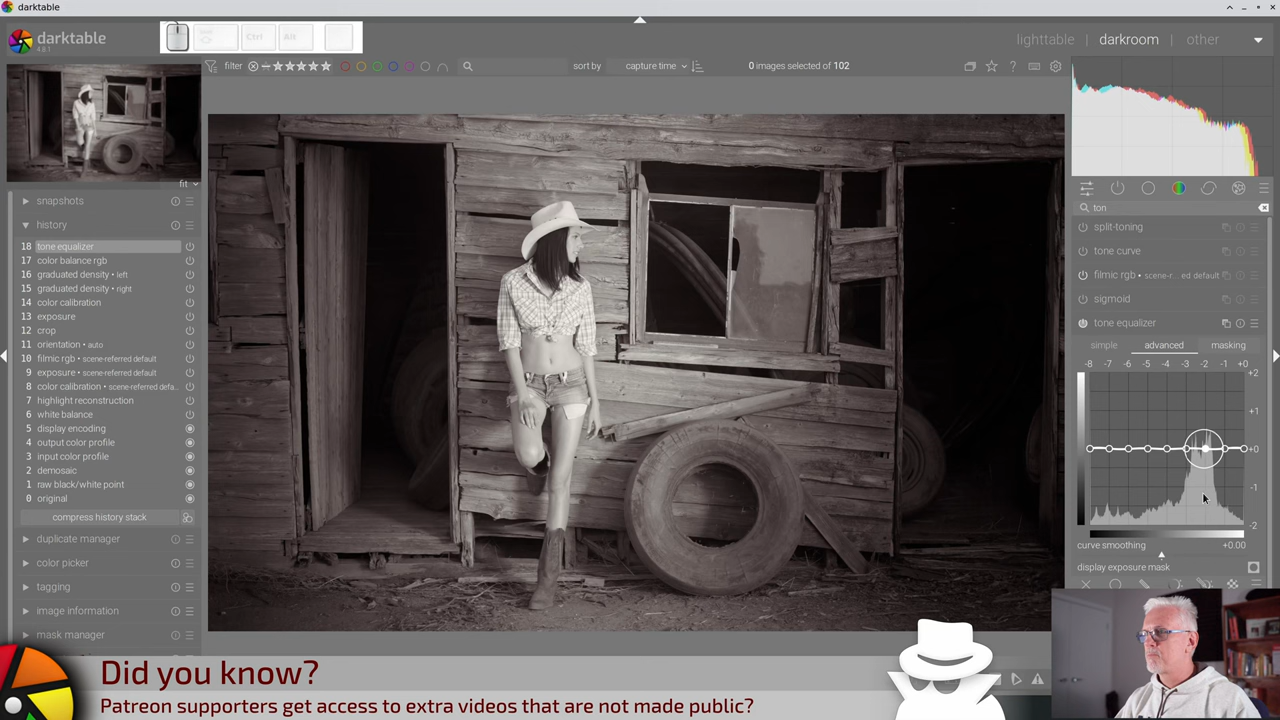 darktable
darktable
4.8.1
Ctrl
Alt
lighttable | darkroom | other
filter
sort by
capture time
0 images selected of 102
fit
snapshots
history
18 tone equalizer
17 color balance rgb
16 graduated density • left
15 graduated density • right
14 color calibration
13 exposure
12 crop
11 orientation • auto
10 filmic rgb • scene-referred default
9 exposure • scene-referred default
8 color calibration • scene-referred defa...
7 highlight reconstruction
6 white balance
5 display encoding
4 output color profile
3 input color profile
2 demosaic
1 raw black/white point
0 original
compress history stack
duplicate manager
color picker
tagging
image information
mask manager
ton
split-toning
tone curve
filmic rgb • scene-r... ed default
sigmoid
tone equalizer
simple
advanced
masking
-8 -7 -6 -5 -4 -3 -2 -1 +0
+2
+1
+0
-1
-2
curve smoothing +0.00
display exposure mask
Did you know?
Patreon supporters get access to extra videos that are not made public?